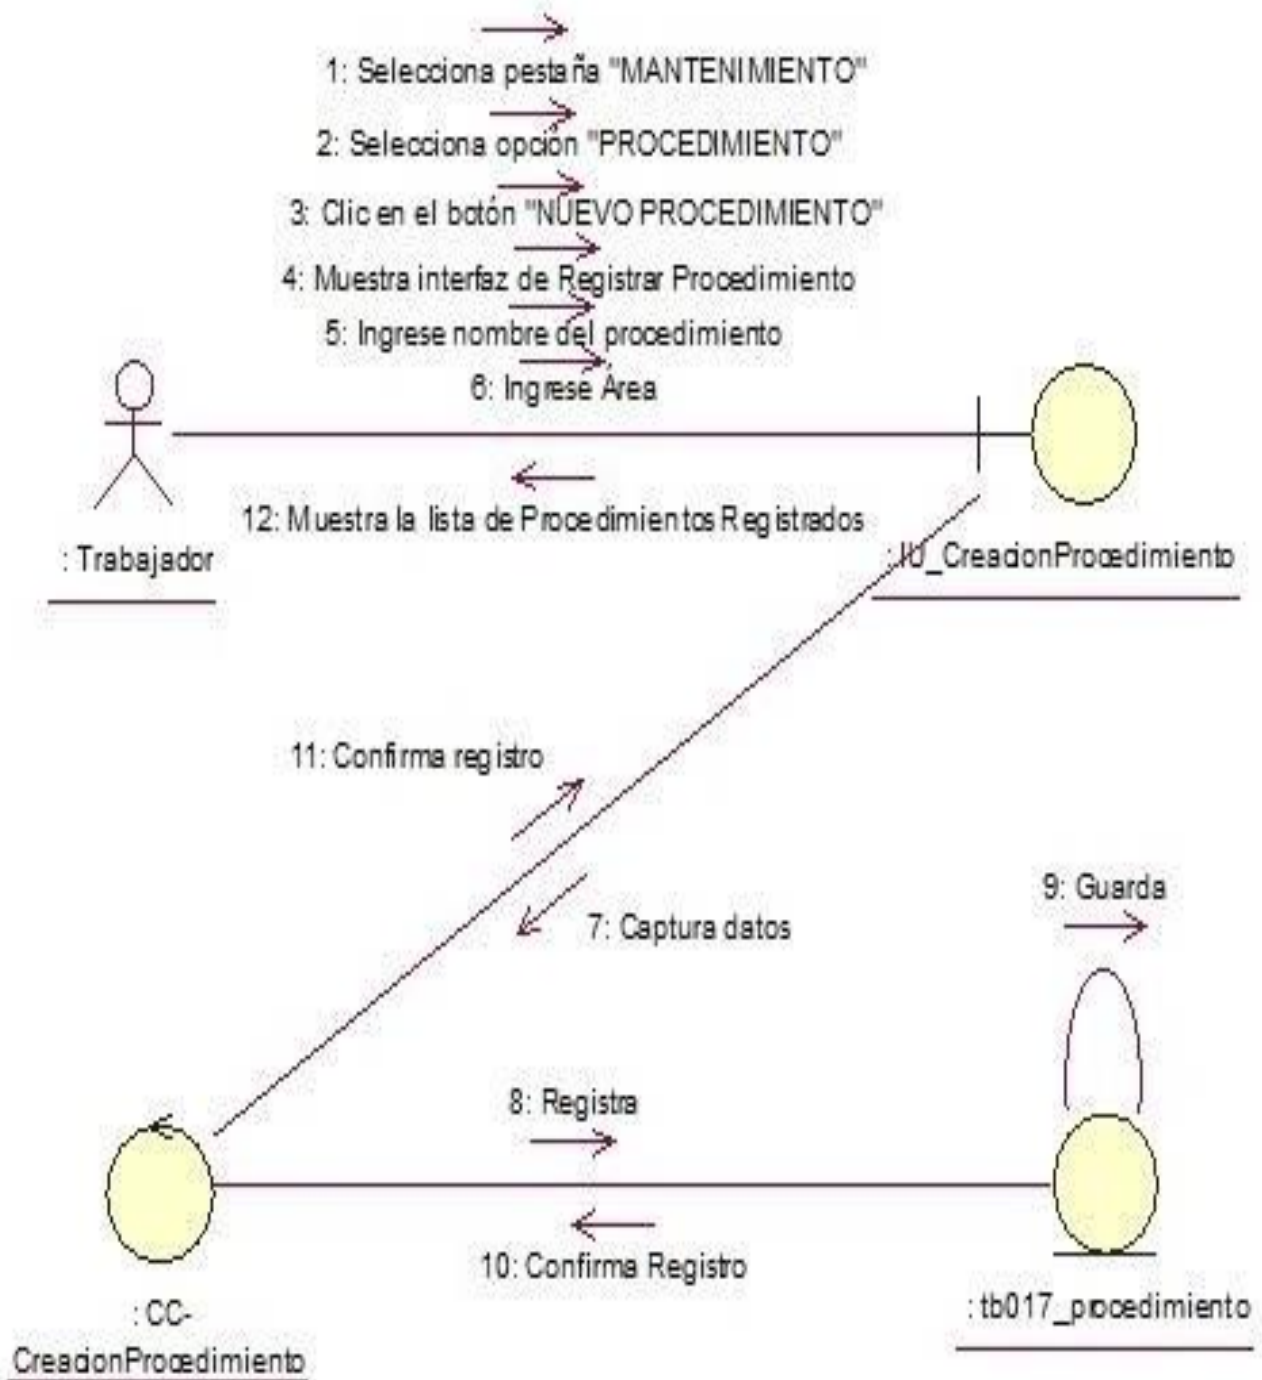 1: Selecciona pestaña "MANTENIMIENTO"
2: Selecciona opción "PROCEDIMIENTO"
3: Clic en el botón "NUEVO PROCEDIMIENTO"
4: Muestra interfaz de Registrar Procedimiento
5: Ingrese nombre del procedimiento
6: Ingrese Área
12: Muestra la lista de Procedimientos Registrados
: Trabajador
: IU_CreacionProcedimiento
11: Confirma registro
7: Captura datos
9: Guarda
8: Registra
10: Confirma Registro
: CC-
CreacionProcedimiento
: tb017_procedimiento